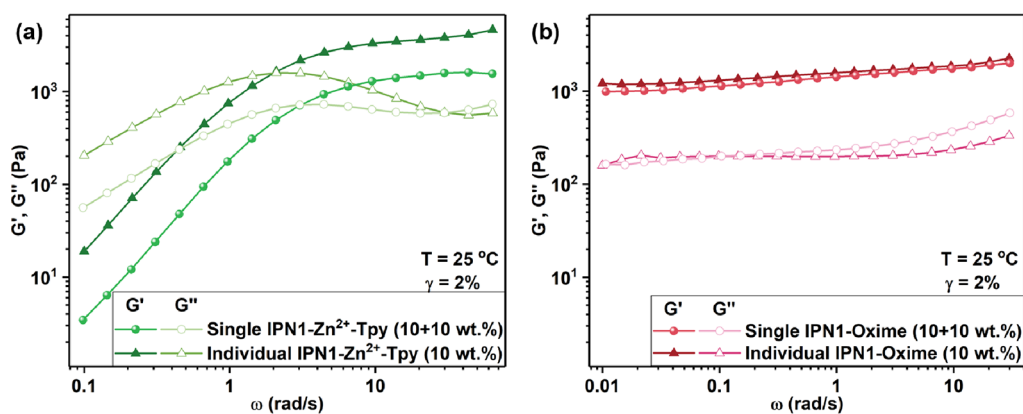 (a)
G', G'' (Pa)
10³
10²
10¹
T = 25 °C
γ = 2%
G' G''
Single IPN1-Zn²⁺-Tpy (10+10 wt.%)
Individual IPN1-Zn²⁺-Tpy (10 wt.%)
0.1 1 10
ω (rad/s)
(b)
G', G'' (Pa)
10³
10²
10¹
T = 25 °C
γ = 2%
G' G''
Single IPN1-Oxime (10+10 wt.%)
Individual IPN1-Oxime (10 wt.%)
0.01 0.1 1 10
ω (rad/s)